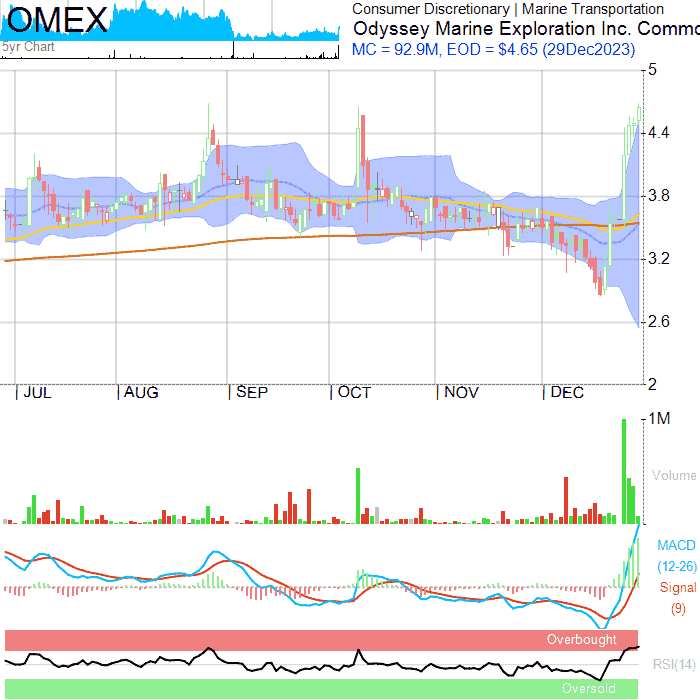 OMEX
5yr Chart
Consumer Discretionary | Marine Transportation
Odyssey Marine Exploration Inc. Commo
MC = 92.9M, EOD = $4.65 (29Dec2023)
5
4.4
3.8
3.2
2.6
2
JUL AUG SEP OCT NOV DEC
1M
Volume
MACD
(12-26)
Signal
(9)
Overbought
RSI(14)
Oversold